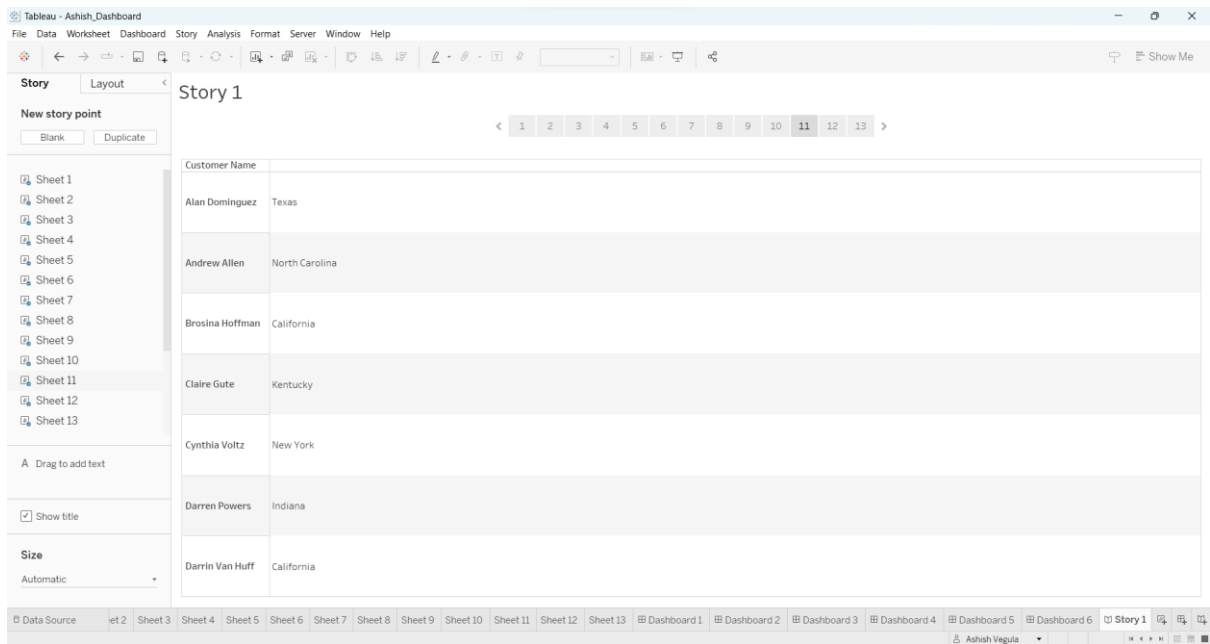 Tableau - Ashish_Dashboard
File Data Worksheet Dashboard Story Analysis Format Server Window Help
Show Me
Story Layout
Story 1
New story point
Blank Duplicate
1 2 3 4 5 6 7 8 9 10 11 12 13
Customer Name
Sheet 1
Sheet 2
Sheet 3
Sheet 4
Sheet 5
Sheet 6
Sheet 7
Sheet 8
Sheet 9
Sheet 10
Sheet 11
Sheet 12
Sheet 13
Alan Dominguez Texas
Andrew Allen North Carolina
Brosina Hoffman California
Claire Gute Kentucky
Cynthia Voltz New York
Darren Powers Indiana
Darrin Van Huff California
A Drag to add text
Show title
Size
Automatic
Data Source et 2 Sheet 3 Sheet 4 Sheet 5 Sheet 6 Sheet 7 Sheet 8 Sheet 9 Sheet 10 Sheet 11 Sheet 12 Sheet 13 Dashboard 1 Dashboard 2 Dashboard 3 Dashboard 4 Dashboard 5 Dashboard 6 Story 1
Ashish Vegula